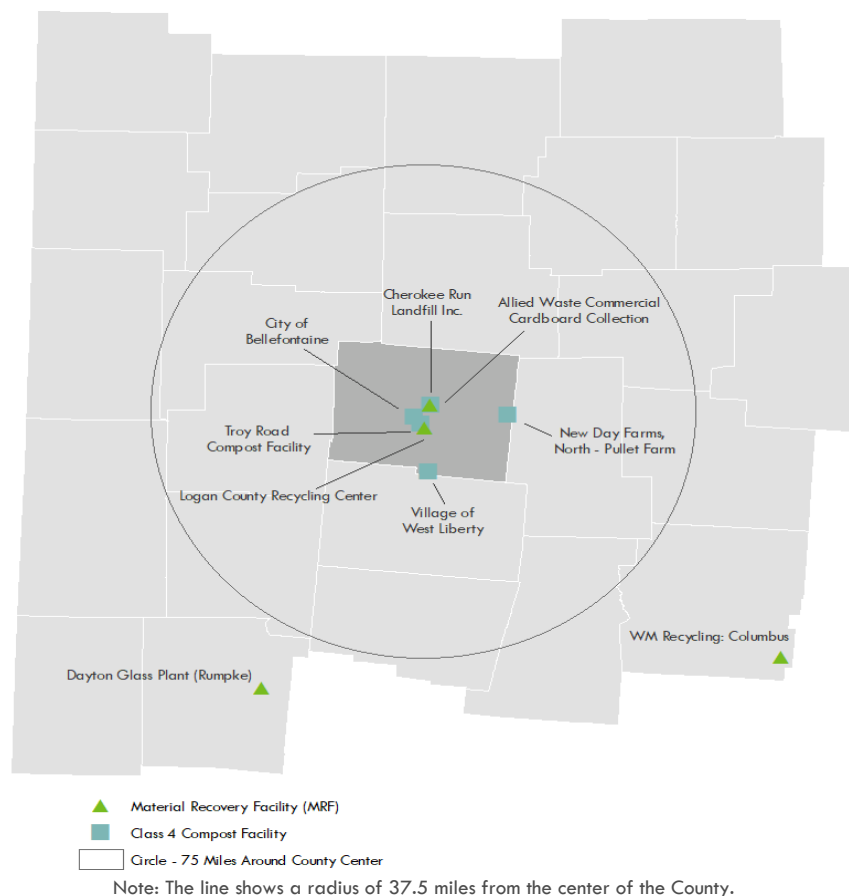 Cherokee Run
Landfill Inc.
Allied Waste Commercial
Cardboard Collection
City of
Bellefontaine
Troy Road
Compost Facility
New Day Farms,
North - Pullet Farm
Logan County Recycling Center
Village of
West Liberty
WM Recycling: Columbus
Dayton Glass Plant (Rumpke)
Material Recovery Facility (MRF)
Class 4 Compost Facility
Circle - 75 Miles Around County Center
Note: The line shows a radius of 37.5 miles from the center of the County.